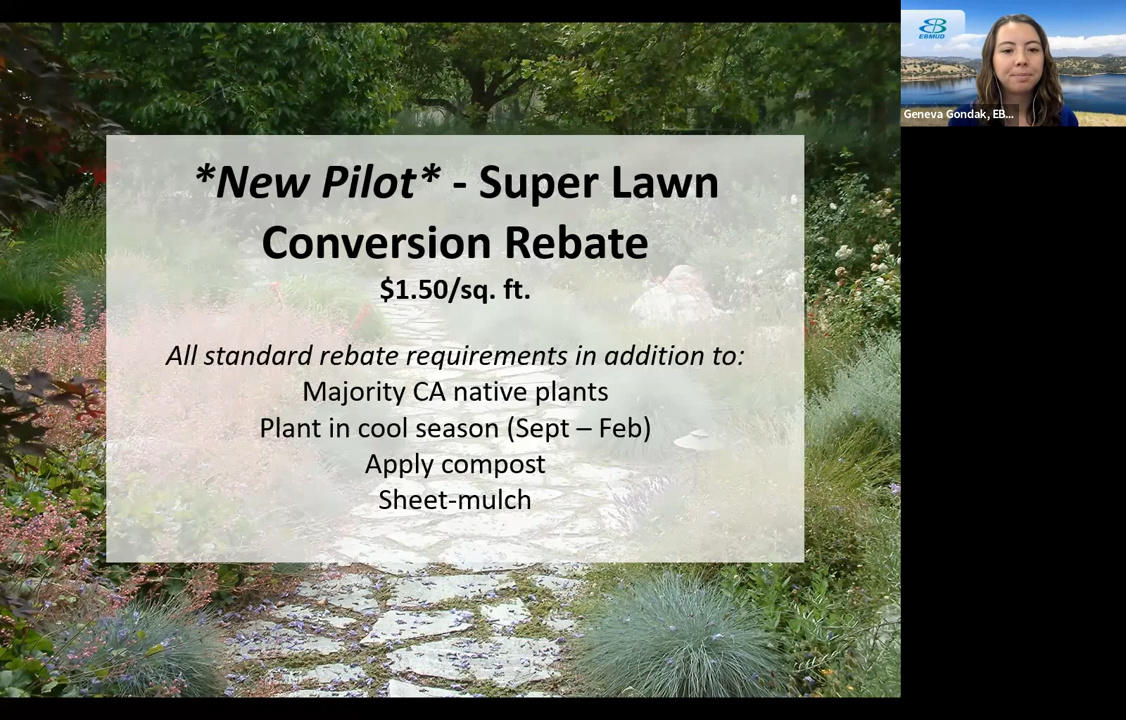 *New Pilot* - Super Lawn
Conversion Rebate
$1.50/sq. ft.
All standard rebate requirements in addition to:
Majority CA native plants
Plant in cool season (Sept – Feb)
Apply compost
Sheet-mulch
EBMUD
Geneva Gondak, EB...